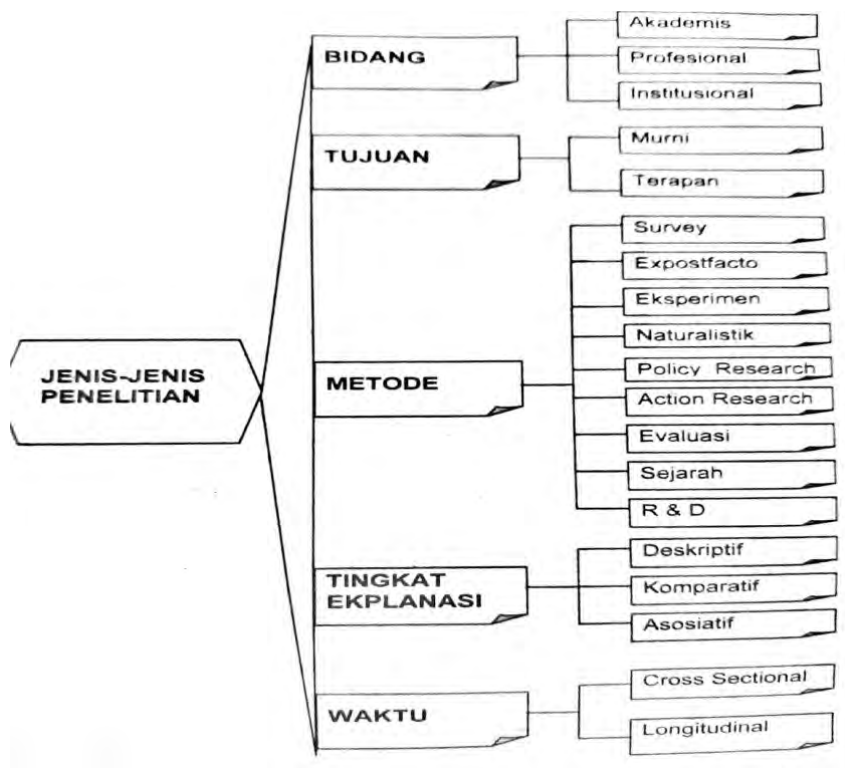 JENIS-JENIS
PENELITIAN
BIDANG
Akademis
Profesional
Institusional
TUJUAN
Murni
Terapan
METODE
Survey
Expostfacto
Eksperimen
Naturalistik
Policy Research
Action Research
Evaluasi
Sejarah
R & D
TINGKAT
EKPLANASI
Deskriptif
Komparatif
Asosiatif
WAKTU
Cross Sectional
Longitudinal